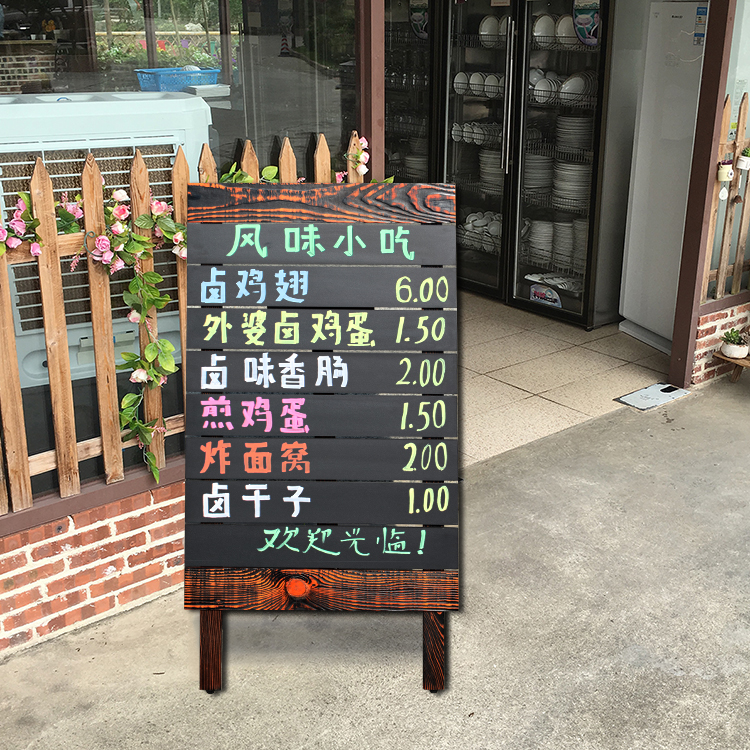 风味小吃
卤鸡翅 6.00
外婆卤鸡蛋 1.50
卤味香肠 2.00
煎鸡蛋 1.50
炸面窝 2.00
卤干子 1.00
欢迎光临!